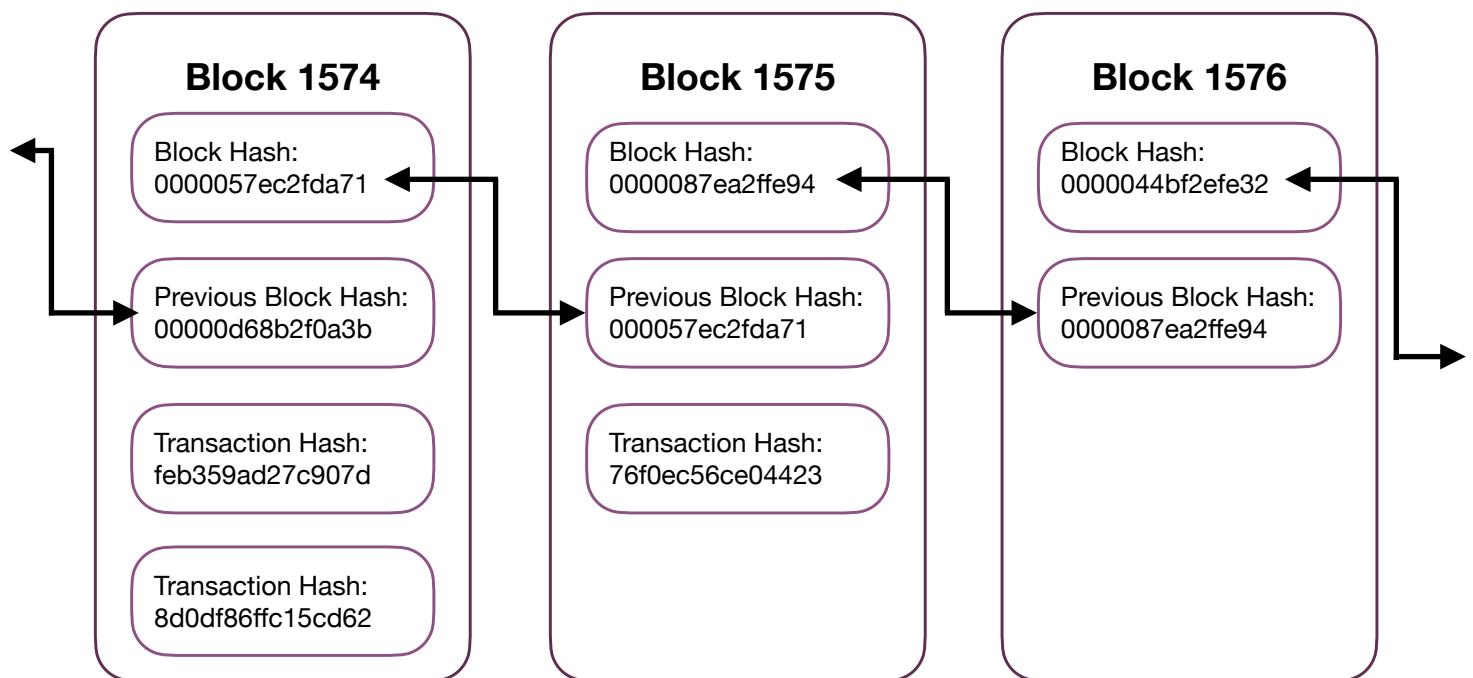 Block 1574
Block Hash:
0000057ec2fda71
Previous Block Hash:
00000d68b2f0a3b
Transaction Hash:
feb359ad27c907d
Transaction Hash:
8d0df86ffc15cd62
Block 1575
Block Hash:
0000087ea2ffe94
Previous Block Hash:
000057ec2fda71
Transaction Hash:
76f0ec56ce04423
Block 1576
Block Hash:
0000044bf2efe32
Previous Block Hash:
0000087ea2ffe94